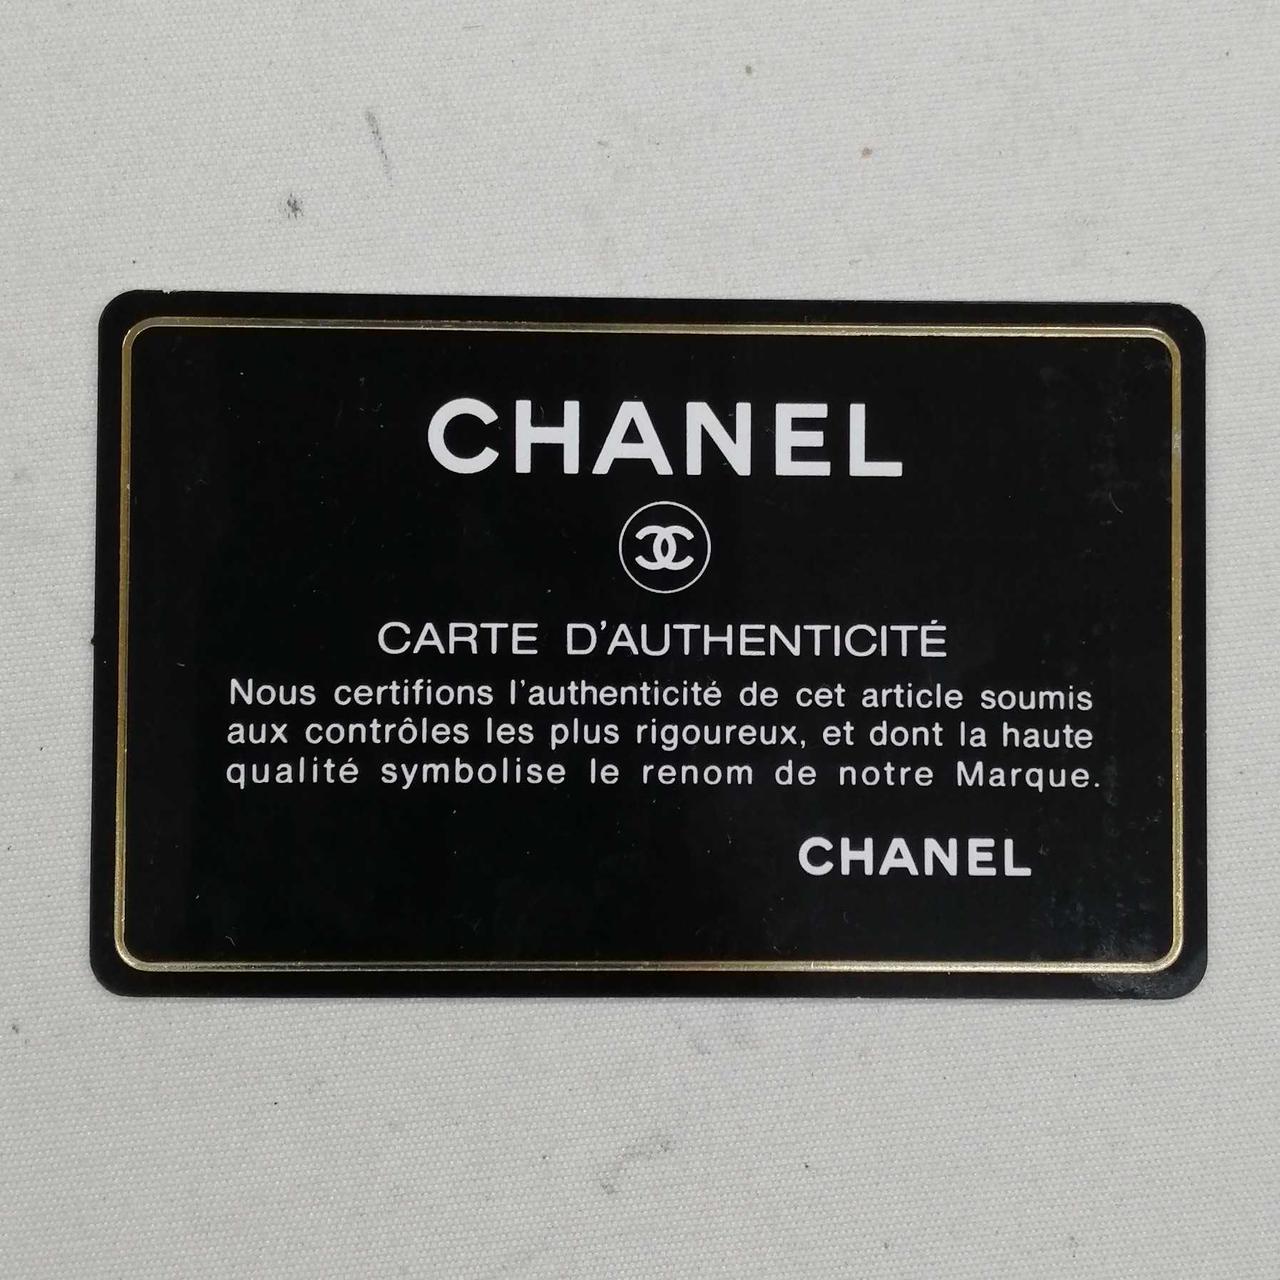 CHANEL
CARTE D'AUTHENTICITÉ
Nous certifions l'authenticité de cet article soumis
aux contrôles les plus rigoureux, et dont la haute
qualité symbolise le renom de notre Marque.
CHANEL